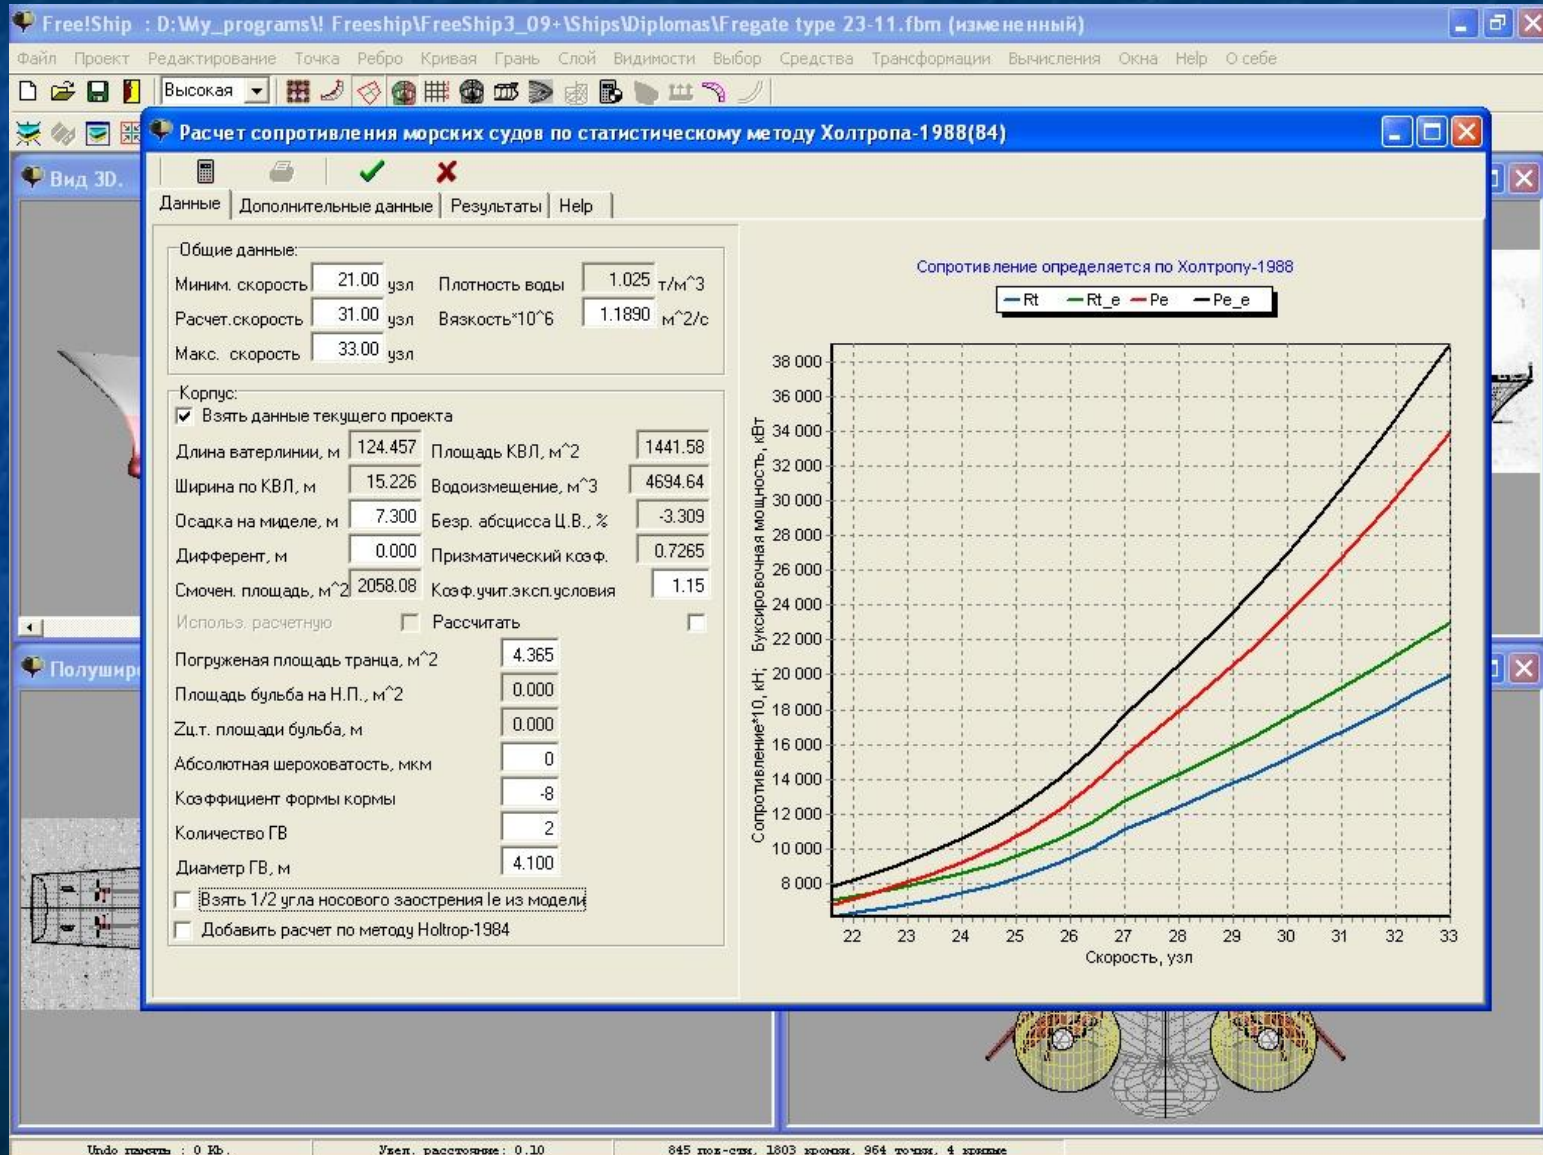 Free!Ship : D:\My_programs\! Freeship\FreeShip3_09+\Ships\Diplomas\Fregate type 23-11.fbm (измененный)
Файл Проект Редактирование Точка Ребро Кривая Грань Слой Видимости Выбор Средства Трансформации Вычисления Окна Help О себе
Высокая
Расчет сопротивления морских судов по статистическому методу Холтропа-1988(84)
Вид 3D.
Данные Дополнительные данные Результаты Help
Общие данные:
Миним. скорость 21.00 узл Плотность воды 1.025 т/м^3
Расчет.скорость 31.00 узл Вязкость*10^6 1.1890 м^2/с
Макс. скорость 33.00 узл
Корпус:
Взять данные текущего проекта
Длина ватерлинии, м 124.457 Площадь КВЛ, м^2 1441.58
Ширина по КВЛ, м 15.226 Водоизмещение, м^3 4694.64
Осадка на миделе, м 7.300 Безр. абсцисса Ц.В., % -3.309
Дифферент, м 0.000 Призматический коэф. 0.7265
Смочен. площадь, м^2 2058.08 Коэф.учит.эксп.условия 1.15
Использ. расчетную Рассчитать
Погруженая площадь транца, м^2 4.365
Площадь бульба на Н.П., м^2 0.000
Zц.т. площади бульба, м 0.000
Абсолютная шероховатость, мкм 0
Коэффициент формы кормы -8
Количество ГВ 2
Диаметр ГВ, м 4.100
Взять 1/2 угла носового заострения Ie из модели
Добавить расчет по методу Holtrop-1984
Сопротивление определяется по Холтропу-1988
Rt Rt_e Pe Pe_e
Сопротивление*10, кН; Буксировочная мощность, кВт
38 000
36 000
34 000
32 000
30 000
28 000
26 000
24 000
22 000
20 000
18 000
16 000
14 000
12 000
10 000
8 000
22 23 24 25 26 27 28 29 30 31 32 33
Скорость, узл
Полушир
Undo память : 0 Kb. Увел. расстояние: 0.10 845 пов-сти, 1803 кромки, 964 точки, 4 кривые